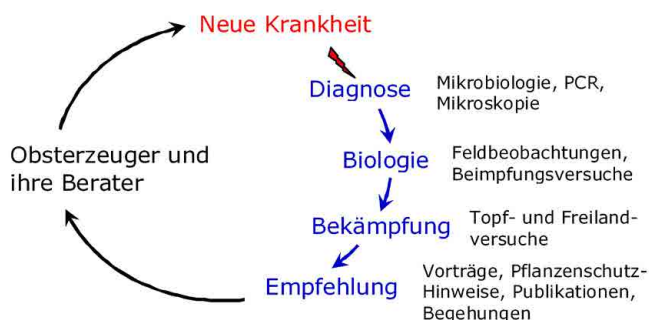 Neue Krankheit
Diagnose
Mikrobiologie, PCR,
Mikroskopie
Obsterzeuger und
ihre Berater
Biologie
Feldbeobachtungen,
Beimpfungsversuche
Bekämpfung
Topf- und Freiland-
versuche
Empfehlung
Vorträge, Pflanzenschutz-
Hinweise, Publikationen,
Begehungen